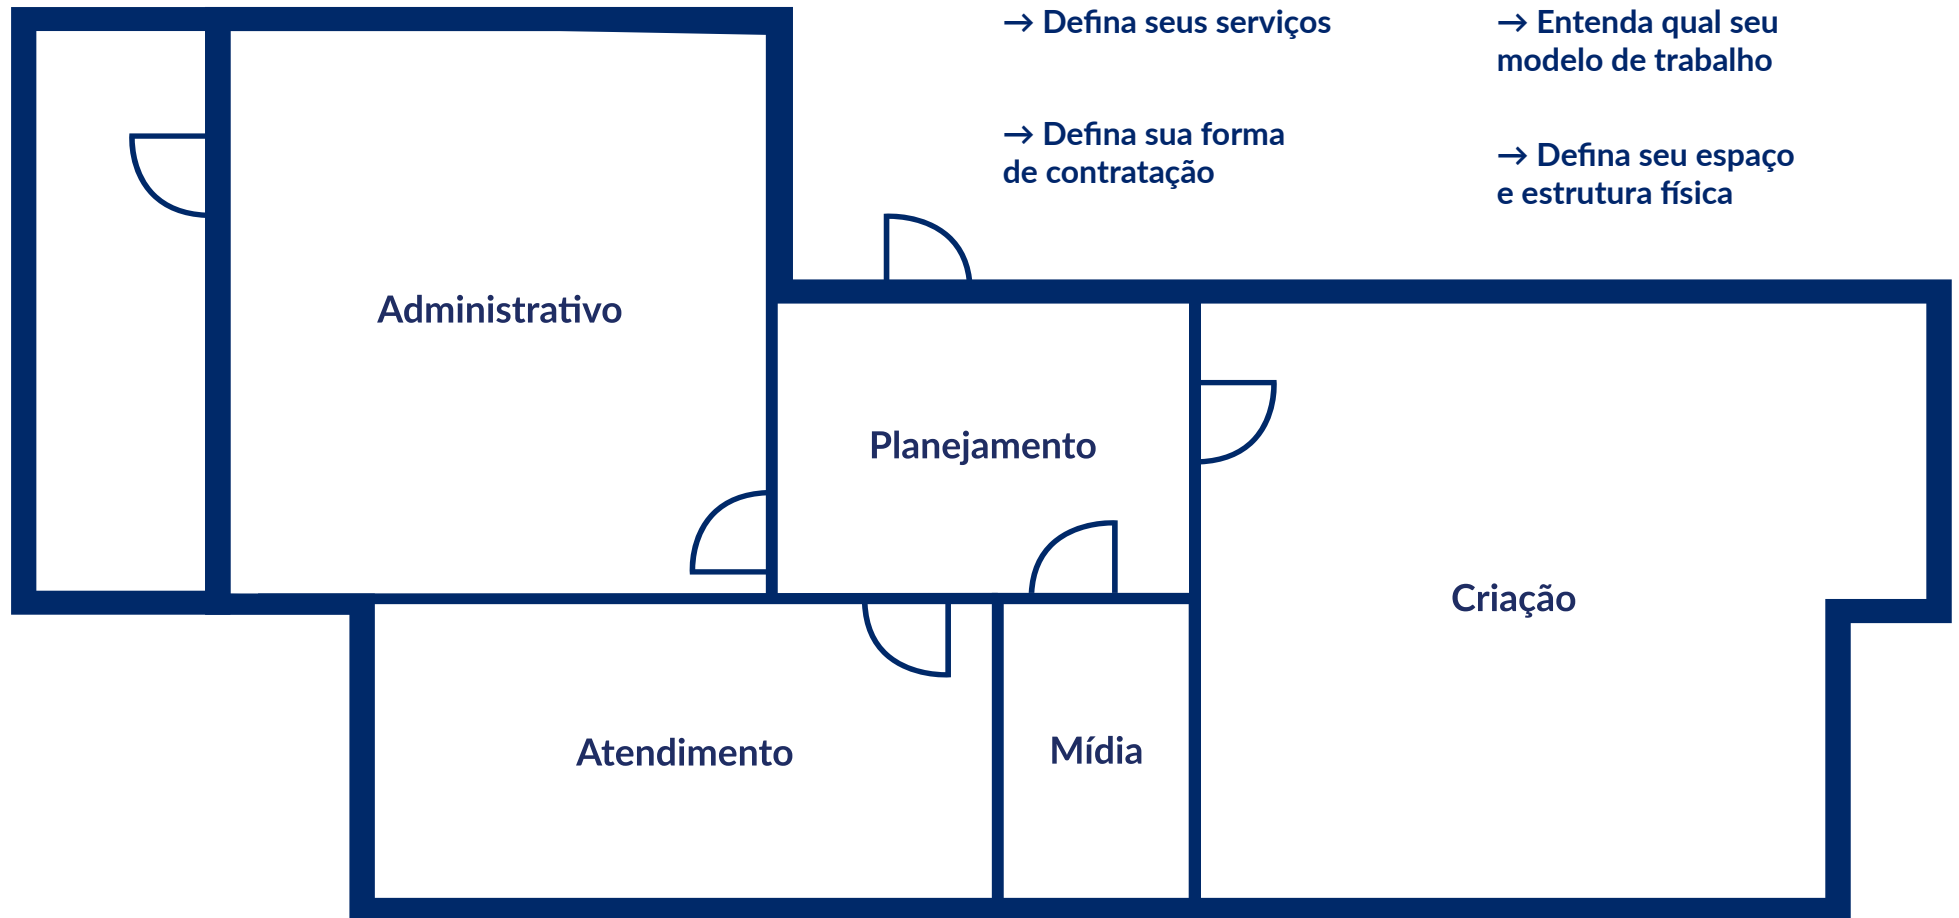 → Defina seus serviços
→ Defina sua forma
de contratação
→ Entenda qual seu
modelo de trabalho
→ Defina seu espaço
e estrutura física
Administrativo
Planejamento
Criação
Atendimento
Mídia